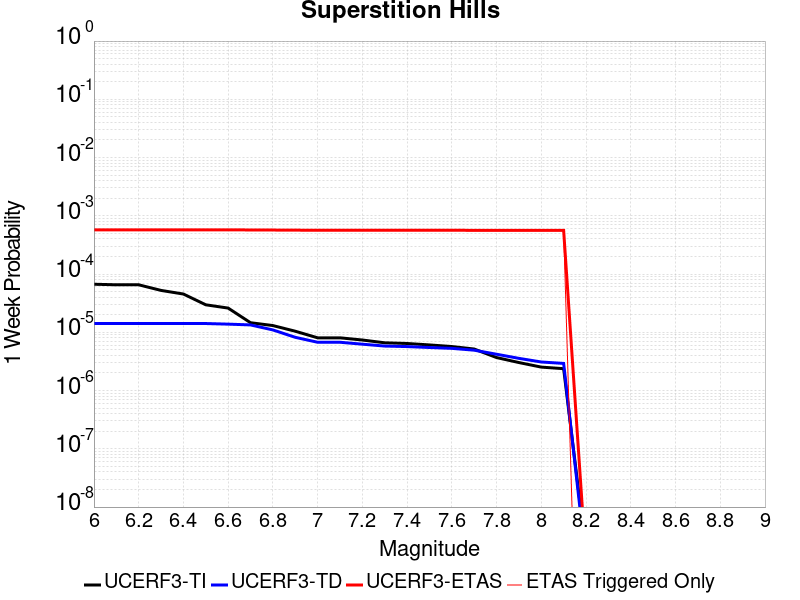 Superstition Hills
10^0
10^-1
10^-2
10^-3
10^-4
10^-5
10^-6
10^-7
10^-8
1 Week Probability
6 6.2 6.4 6.6 6.8 7 7.2 7.4 7.6 7.8 8 8.2 8.4 8.6 8.8 9
Magnitude
UCERF3-TI UCERF3-TD UCERF3-ETAS ETAS Triggered Only